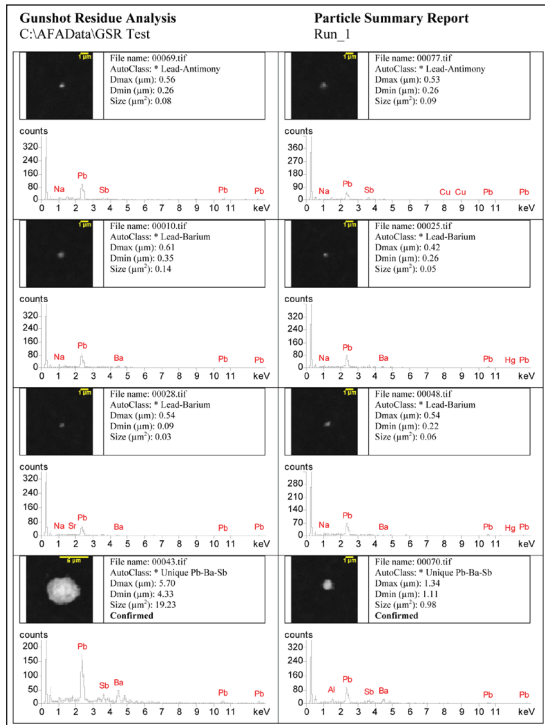 Gunshot Residue Analysis
C:\AFAData\GSR Test
Particle Summary Report
Run_1
1 µm
File name: 00069.tif
AutoClass: * Lead-Antimony
Dmax (µm): 0.56
Dmin (µm): 0.26
Size (µm²): 0.08
counts
320
240
160
80
0
Na Pb Sb Pb Pb
0 1 2 3 4 5 6 7 8 9 10 11 keV
1 µm
File name: 00077.tif
AutoClass: * Lead-Antimony
Dmax (µm): 0.53
Dmin (µm): 0.26
Size (µm²): 0.09
counts
360
270
180
90
0
Na Pb Sb Cu Cu Pb Pb
0 1 2 3 4 5 6 7 8 9 10 11 keV
1 µm
File name: 00010.tif
AutoClass: * Lead-Barium
Dmax (µm): 0.61
Dmin (µm): 0.35
Size (µm²): 0.14
counts
320
240
160
80
0
Na Pb Ba Pb Pb
0 1 2 3 4 5 6 7 8 9 10 11 keV
1 µm
File name: 00025.tif
AutoClass: * Lead-Barium
Dmax (µm): 0.42
Dmin (µm): 0.26
Size (µm²): 0.05
counts
320
240
160
80
0
Na Pb Ba Pb Hg Pb
0 1 2 3 4 5 6 7 8 9 10 11 keV
1 µm
File name: 00028.tif
AutoClass: * Lead-Barium
Dmax (µm): 0.54
Dmin (µm): 0.09
Size (µm²): 0.03
counts
320
240
160
80
0
Na Sr Pb Ba Pb Pb
0 1 2 3 4 5 6 7 8 9 10 11 keV
1 µm
File name: 00048.tif
AutoClass: * Lead-Barium
Dmax (µm): 0.54
Dmin (µm): 0.22
Size (µm²): 0.06
counts
280
210
140
70
0
Na Pb Ba Pb Hg Pb
0 1 2 3 4 5 6 7 8 9 10 11 keV
File name: 00043.tif
AutoClass: * Unique Pb-Ba-Sb
Dmax (µm): 5.70
Dmin (µm): 4.33
Size (µm²): 19.23
Confirmed
counts
200
150
100
50
0
Pb Sb Ba Pb Pb
0 1 2 3 4 5 6 7 8 9 10 11 keV
1 µm
File name: 00070.tif
AutoClass: * Unique Pb-Ba-Sb
Dmax (µm): 1.34
Dmin (µm): 1.11
Size (µm²): 0.98
Confirmed
counts
320
240
160
80
0
Al Pb Sb Ba Pb Pb
0 1 2 3 4 5 6 7 8 9 10 11 keV